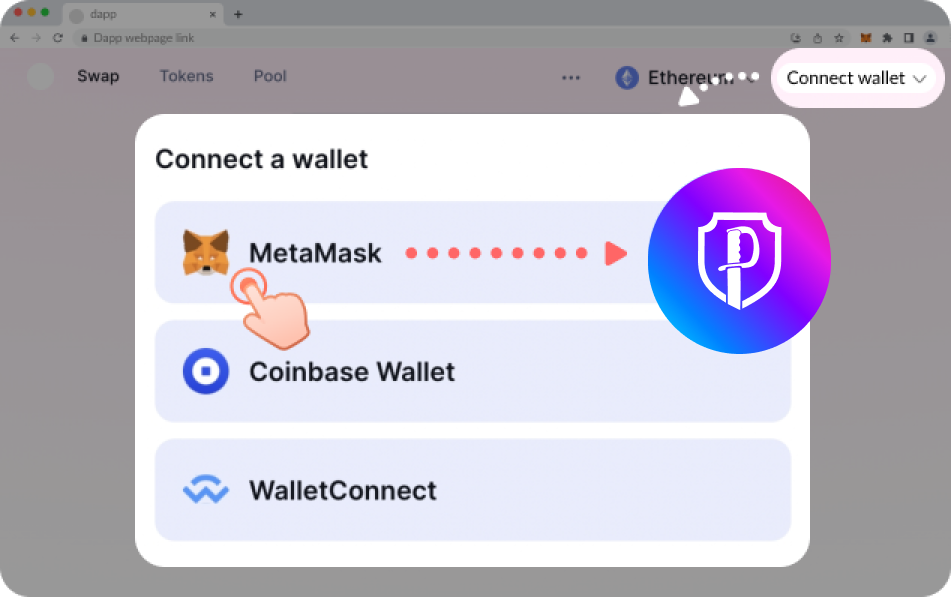 dapp
Dapp webpage link
Swap Tokens Pool ... Ethereum Connect wallet
Connect a wallet
MetaMask
Coinbase Wallet
WalletConnect